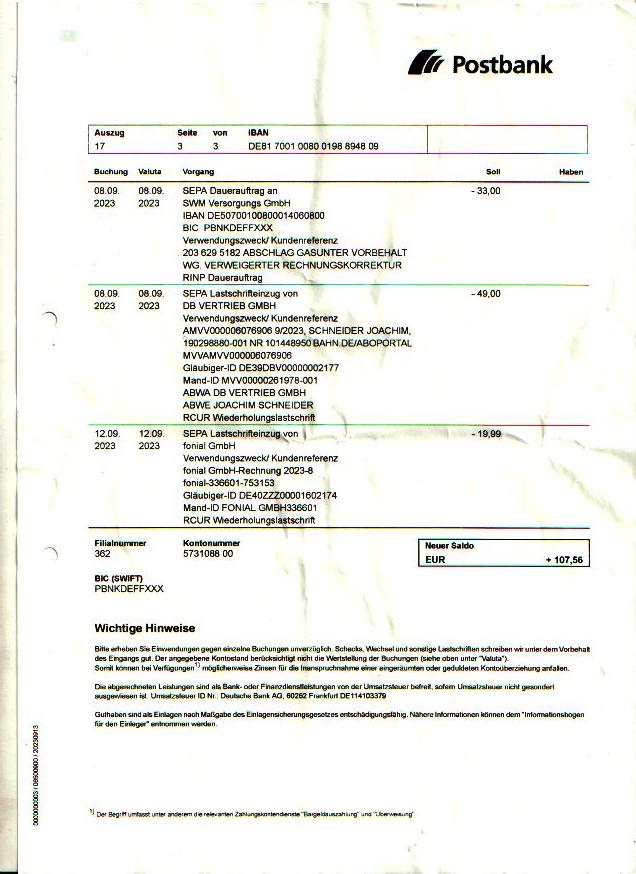 Postbank
Auszug Seite von IBAN
17 3 3 DE81 7001 0080 0198 8948 09
Buchung Valuta Vorgang Soll Haben
08.09. 08.09. SEPA Dauerauftrag an - 33,00
2023 2023 SWM Versorgungs GmbH
IBAN DE50700100800014060800
BIC PBNKDEFFXXX
Verwendungszweck/ Kundenreferenz
203 629 5182 ABSCHLAG GASUNTER VORBEHALT
WG. VERWEIGERTER RECHNUNGSKORREKTUR
RINP Dauerauftrag
08.09. 08.09. SEPA Lastschrifteinzug von - 49,00
2023 2023 DB VERTRIEB GMBH
Verwendungszweck/ Kundenreferenz
AMVV000006076906 9/2023, SCHNEIDER JOACHIM,
190298880-001 NR 101448950 BAHN.DE/ABOPORTAL
MVVAMVV000006076906
Gläubiger-ID DE39DBV00000002177
Mand-ID MVV00000261978-001
ABWA DB VERTRIEB GMBH
ABWE JOACHIM SCHNEIDER
RCUR Wiederholungslastschrift
12.09. 12.09. SEPA Lastschrifteinzug von - 19,99
2023 2023 fonial GmbH
Verwendungszweck/ Kundenreferenz
fonial GmbH-Rechnung 2023-8
fonial-336601-753153
Gläubiger-ID DE40ZZZ00001602174
Mand-ID FONIAL GMBH336601
RCUR Wiederholungslastschrift
Filialnummer Kontonummer Neuer Saldo
362 5731088 00 EUR + 107,56
BIC (SWIFT)
PBNKDEFFXXX
Wichtige Hinweise
Bitte erheben Sie Einwendungen gegen einzelne Buchungen unverzüglich. Schecks, Wechsel und sonstige Lastschriften schreiben wir unter dem Vorbehalt
des Eingangs gut. Der angegebene Kontostand berücksichtigt nicht die Wertstellung der Buchungen (siehe oben unter "Valuta").
Somit können bei Verfügungen1) möglicherweise Zinsen für die Inanspruchnahme einer eingeräumten oder geduldeten Kontoüberziehung anfallen.
Die abgerechneten Leistungen sind als Bank- oder Finanzdienstleistungen von der Umsatzsteuer befreit, sofern Umsatzsteuer nicht gesondert
ausgewiesen ist. Umsatzsteuer ID Nr.: Deutsche Bank AG, 60262 Frankfurt DE114103379
Guthaben sind als Einlagen nach Maßgabe des Einlagensicherungsgesetzes entschädigungsfähig. Nähere Informationen können dem "Informationsbogen
für den Einleger" entnommen werden.
1) Der Begriff umfasst unter anderem die relevanten Zahlungskontendienste "Bargeldauszahlung" und "Überweisung"